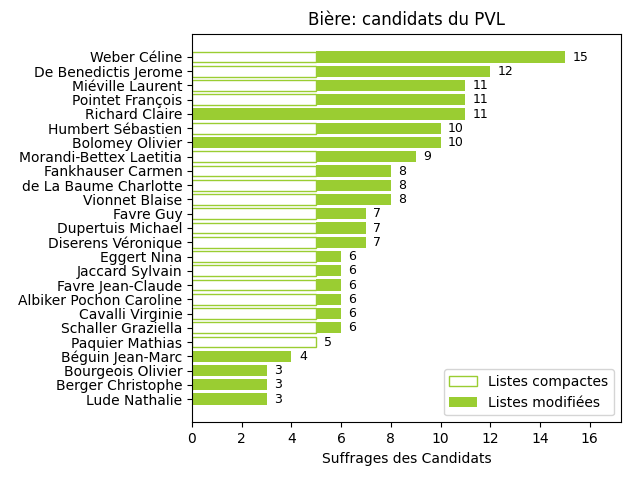 Bière: candidats du PVL
Weber Céline 15
De Benedictis Jerome 12
Miéville Laurent 11
Pointet François 11
Richard Claire 11
Humbert Sébastien 10
Bolomey Olivier 10
Morandi-Bettex Laetitia 9
Fankhauser Carmen 8
de La Baume Charlotte 8
Vionnet Blaise 8
Favre Guy 7
Dupertuis Michael 7
Diserens Véronique 7
Eggert Nina 6
Jaccard Sylvain 6
Favre Jean-Claude 6
Albiker Pochon Caroline 6
Cavalli Virginie 6
Schaller Graziella 6
Paquier Mathias 5
Béguin Jean-Marc 4
Bourgeois Olivier 3
Berger Christophe 3
Lude Nathalie 3
Listes compactes
Listes modifiées
0 2 4 6 8 10 12 14 16
Suffrages des Candidats